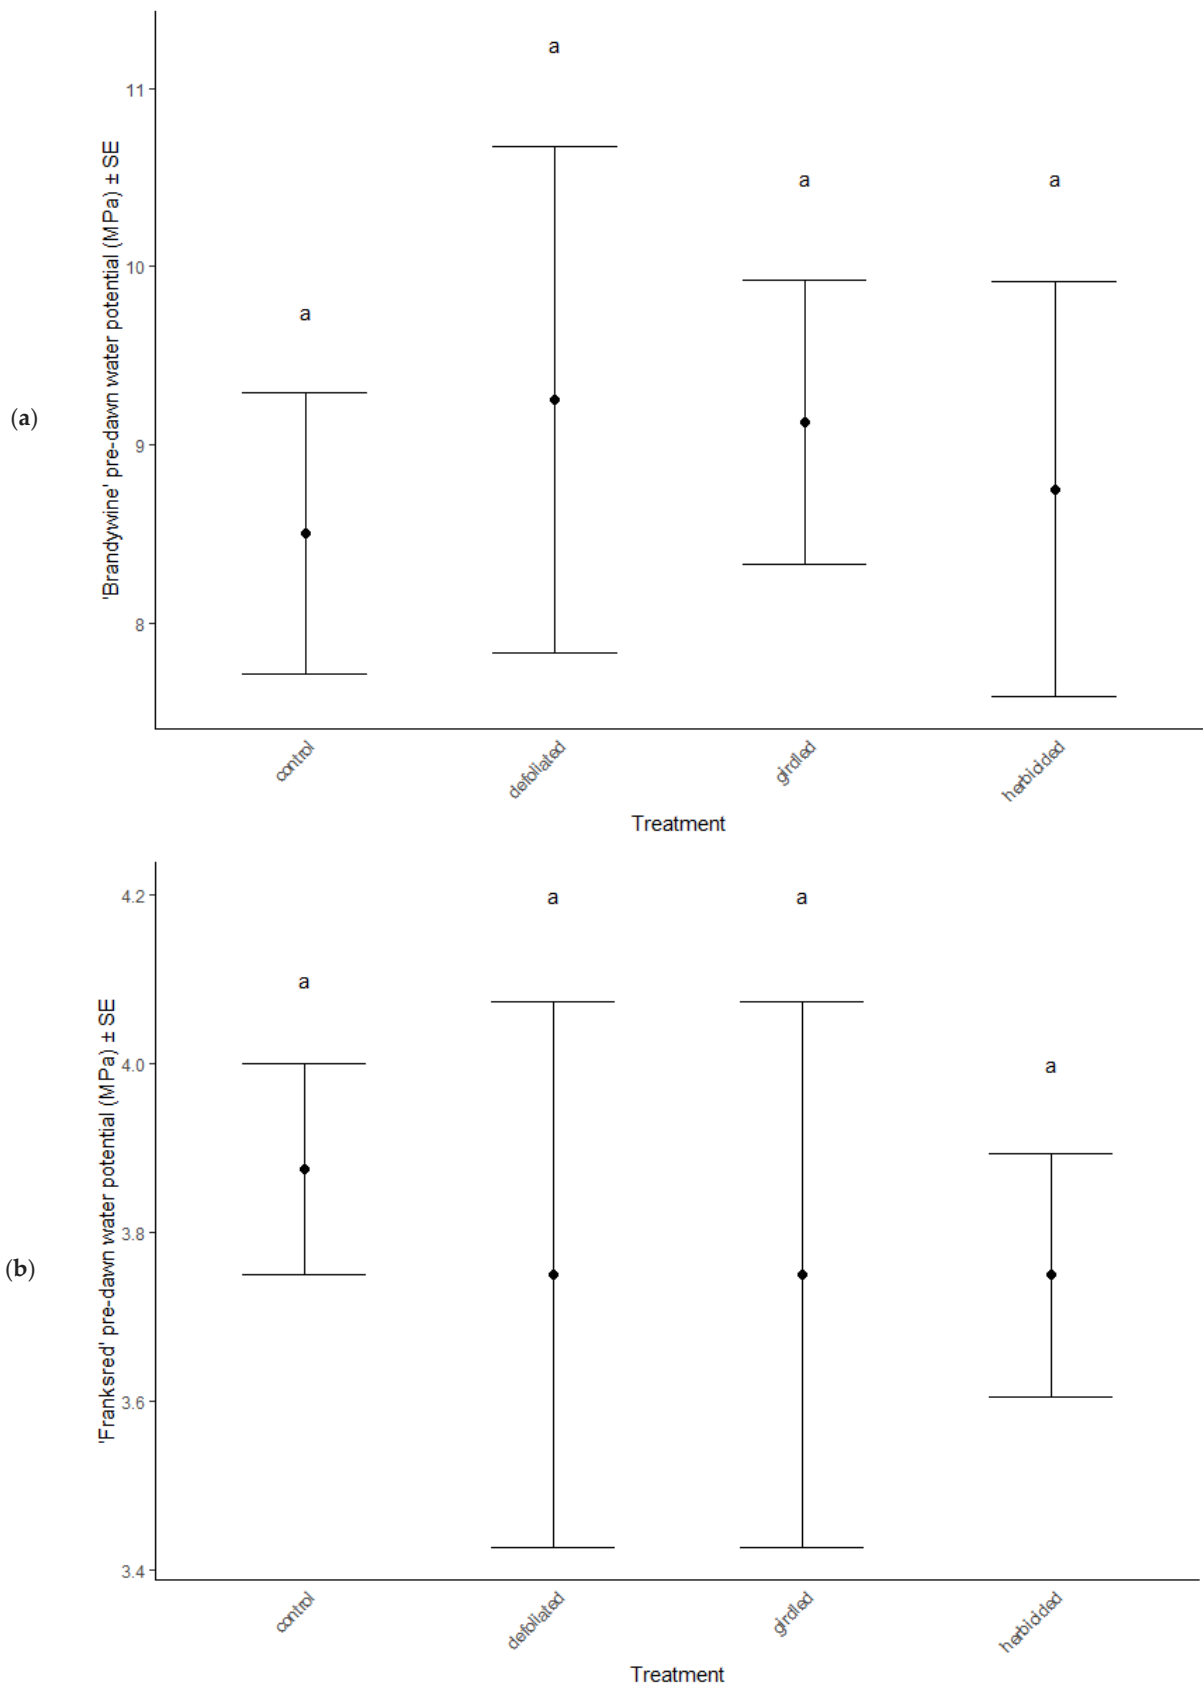 (a)
'Brandywine' pre-dawn water potential (MPa) ± SE
11
10
9
8
a
a
a
a
control
defoliated
girdled
herbicided
Treatment
(b)
'Franksred' pre-dawn water potential (MPa) ± SE
4.2
4.0
3.8
3.6
3.4
a
a
a
a
control
defoliated
girdled
herbicided
Treatment